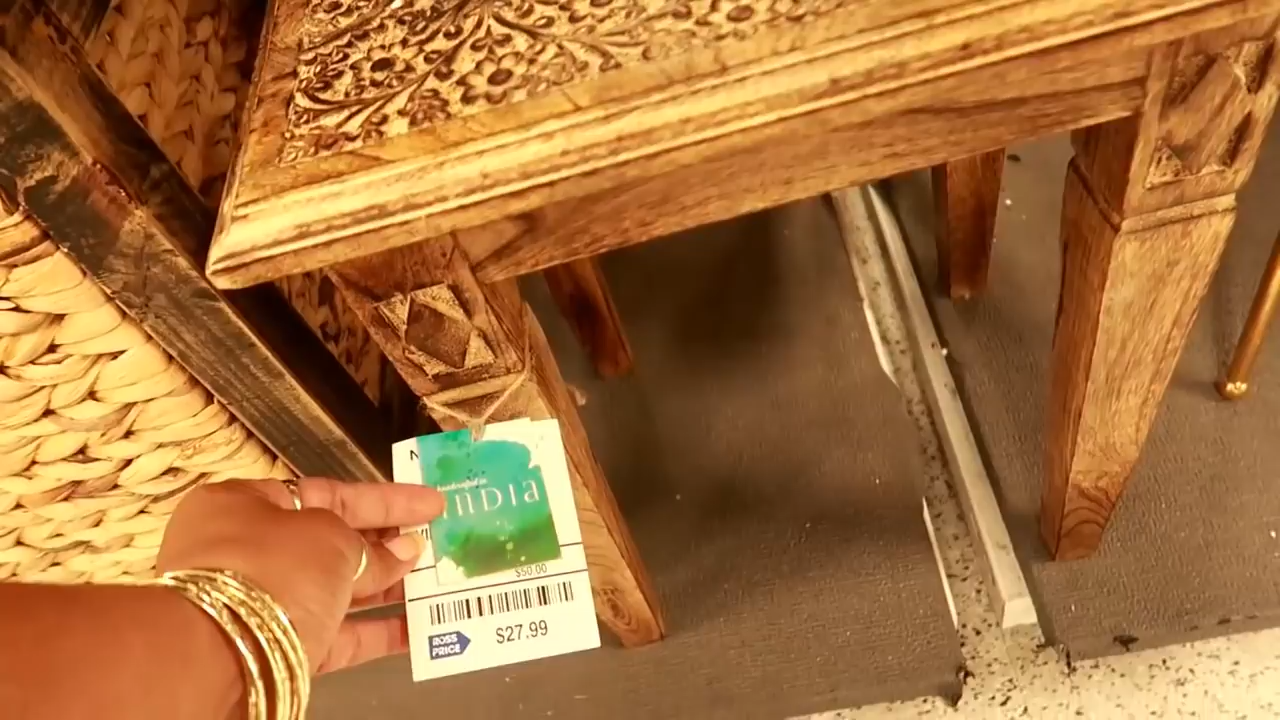 N
handcrafted in
INDIA
$50.00
ROSS
PRICE
$27.99